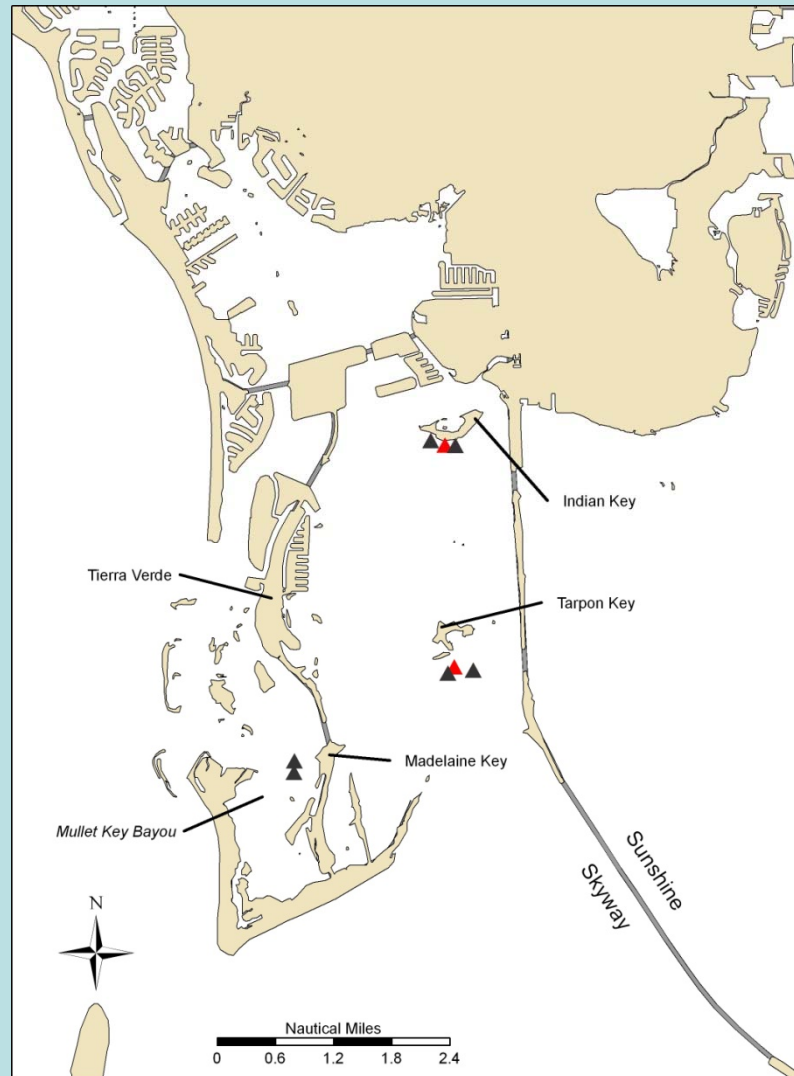 Indian Key
Tierra Verde
Tarpon Key
Madelaine Key
Mullet Key Bayou
Sunshine
Skyway
N
Nautical Miles
0 0.6 1.2 1.8 2.4